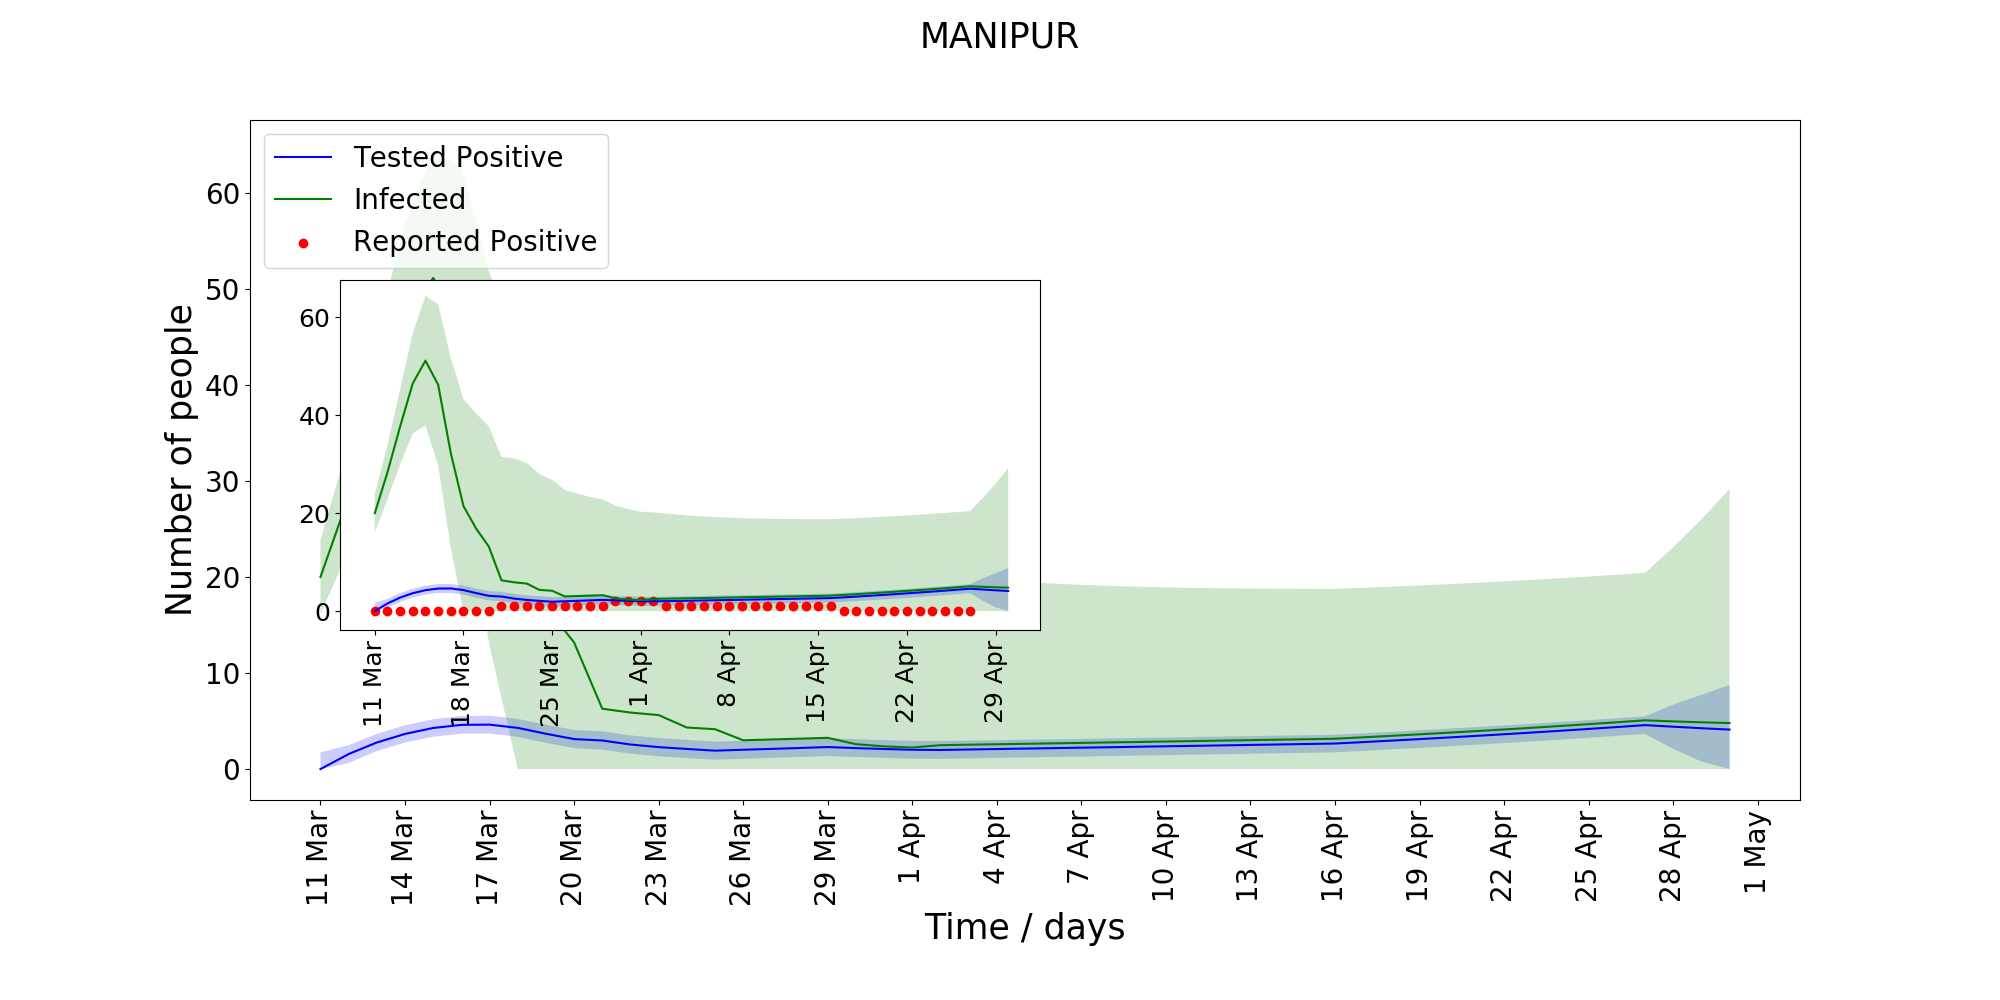 MANIPUR
Tested Positive
Infected
Reported Positive
Number of people
60
50
40
30
20
10
0
60
40
20
0
11 Mar
18 Mar
25 Mar
1 Apr
8 Apr
15 Apr
22 Apr
29 Apr
11 Mar
14 Mar
17 Mar
20 Mar
23 Mar
26 Mar
29 Mar
1 Apr
4 Apr
7 Apr
10 Apr
13 Apr
16 Apr
19 Apr
22 Apr
25 Apr
28 Apr
1 May
Time / days